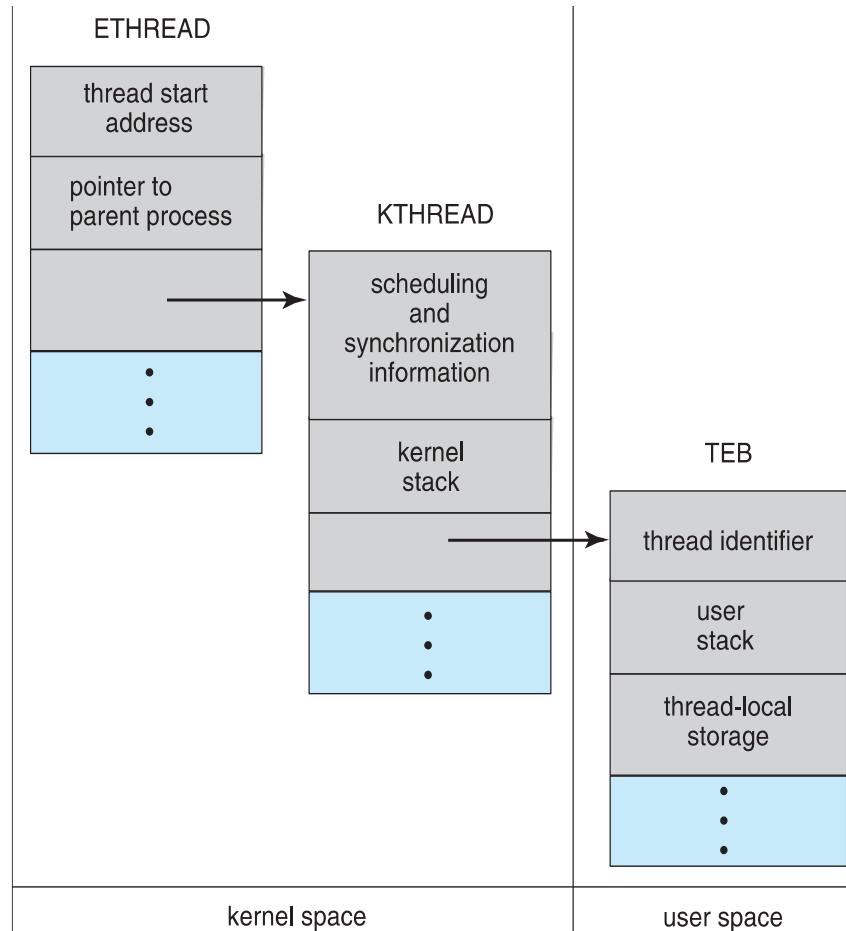 ETHREAD
thread start
address
pointer to
parent process
KTHREAD
scheduling
and
synchronization
information
kernel
stack
TEB
thread identifier
user
stack
thread-local
storage
kernel space
user space